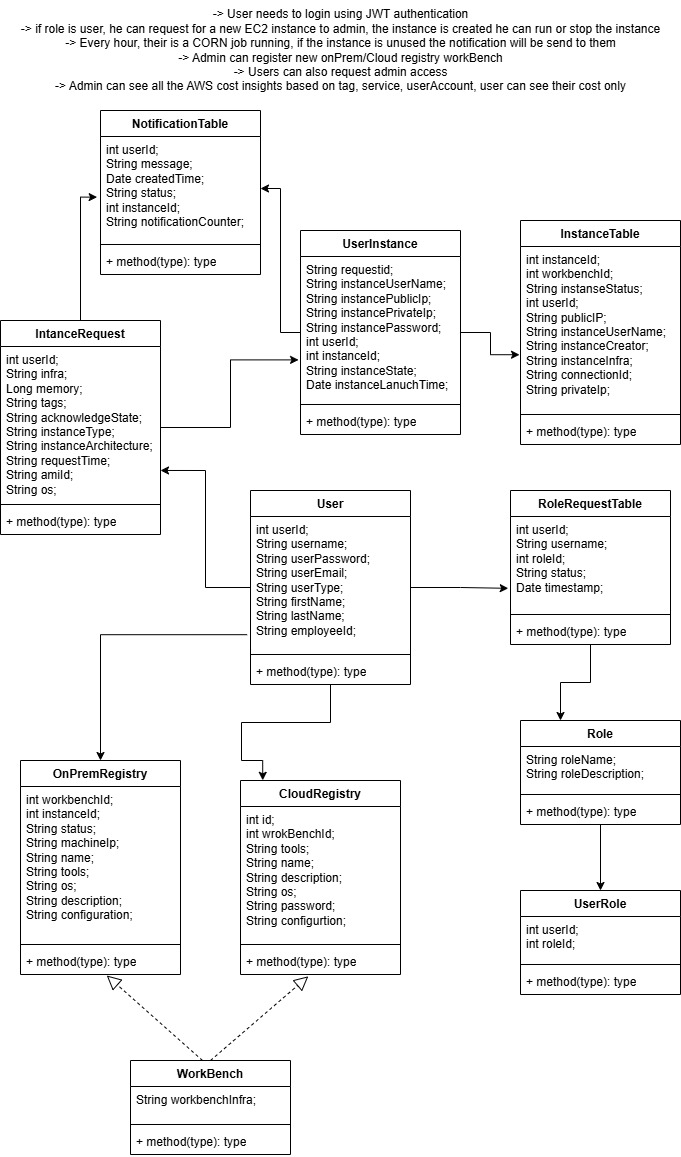 -> User needs to login using JWT authentication
-> if role is user, he can request for a new EC2 instance to admin, the instance is created he can run or stop the instance
-> Every hour, their is a CORN job running, if the instance is unused the notification will be send to them
-> Admin can register new onPrem/Cloud registry workBench
-> Users can also request admin access
-> Admin can see all the AWS cost insights based on tag, service, userAccount, user can see their cost only
NotificationTable
int userId;
String message;
Date createdTime;
String status;
int instanceId;
String notificationCounter;
+ method(type): type
UserInstance
String requestid;
String instanceUserName;
String instancePublicIp;
String instancePrivateIp;
String instancePassword;
int userId;
int instanceId;
String instanceState;
Date instanceLanuchTime;
+ method(type): type
InstanceTable
int instanceId;
int workbenchId;
String instanseStatus;
int userId;
String publicIP;
String instanceUserName;
String instanceCreator;
String instanceInfra;
String connectionId;
String privateIp;
+ method(type): type
IntanceRequest
int userId;
String infra;
Long memory;
String tags;
String acknowledgeState;
String instanceType;
String instanceArchitecture;
String requestTime;
String amiId;
String os;
+ method(type): type
User
int userId;
String username;
String userPassword;
String userEmail;
String userType;
String firstName;
String lastName;
String employeeId;
+ method(type): type
RoleRequestTable
int userId;
String username;
int roleId;
String status;
Date timestamp;
+ method(type): type
Role
String roleName;
String roleDescription;
+ method(type): type
OnPremRegistry
int workbenchId;
int instanceId;
String status;
String machineIp;
String name;
String tools;
String os;
String description;
String configuration;
+ method(type): type
CloudRegistry
int id;
int wrokBenchId;
String tools;
String name;
String description;
String os;
String password;
String configurtion;
+ method(type): type
UserRole
int userId;
int roleId;
+ method(type): type
WorkBench
String workbenchInfra;
+ method(type): type